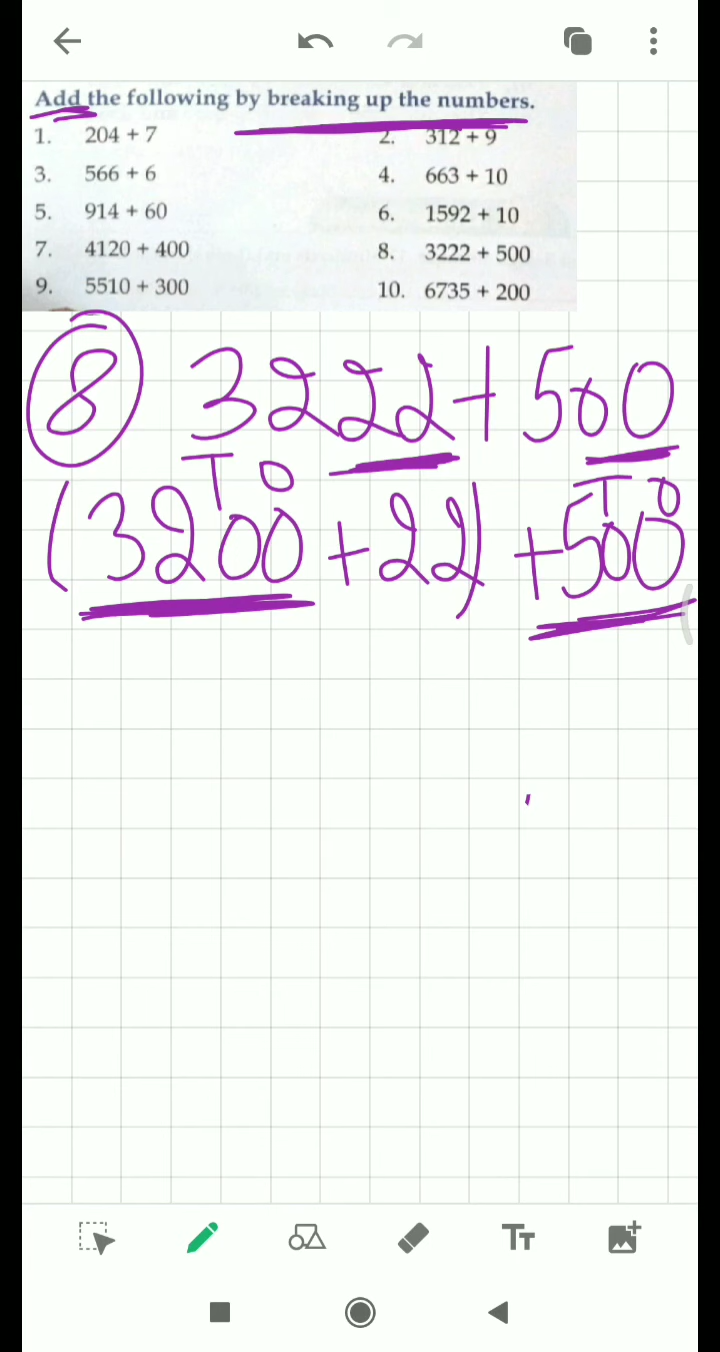 Add the following by breaking up the numbers.
1. 204 + 7 2. 312 + 9
3. 566 + 6 4. 663 + 10
5. 914 + 60 6. 1592 + 10
7. 4120 + 400 8. 3222 + 500
9. 5510 + 300 10. 6735 + 200
8 3222+500
T O T O
(3200+22)+500
TT